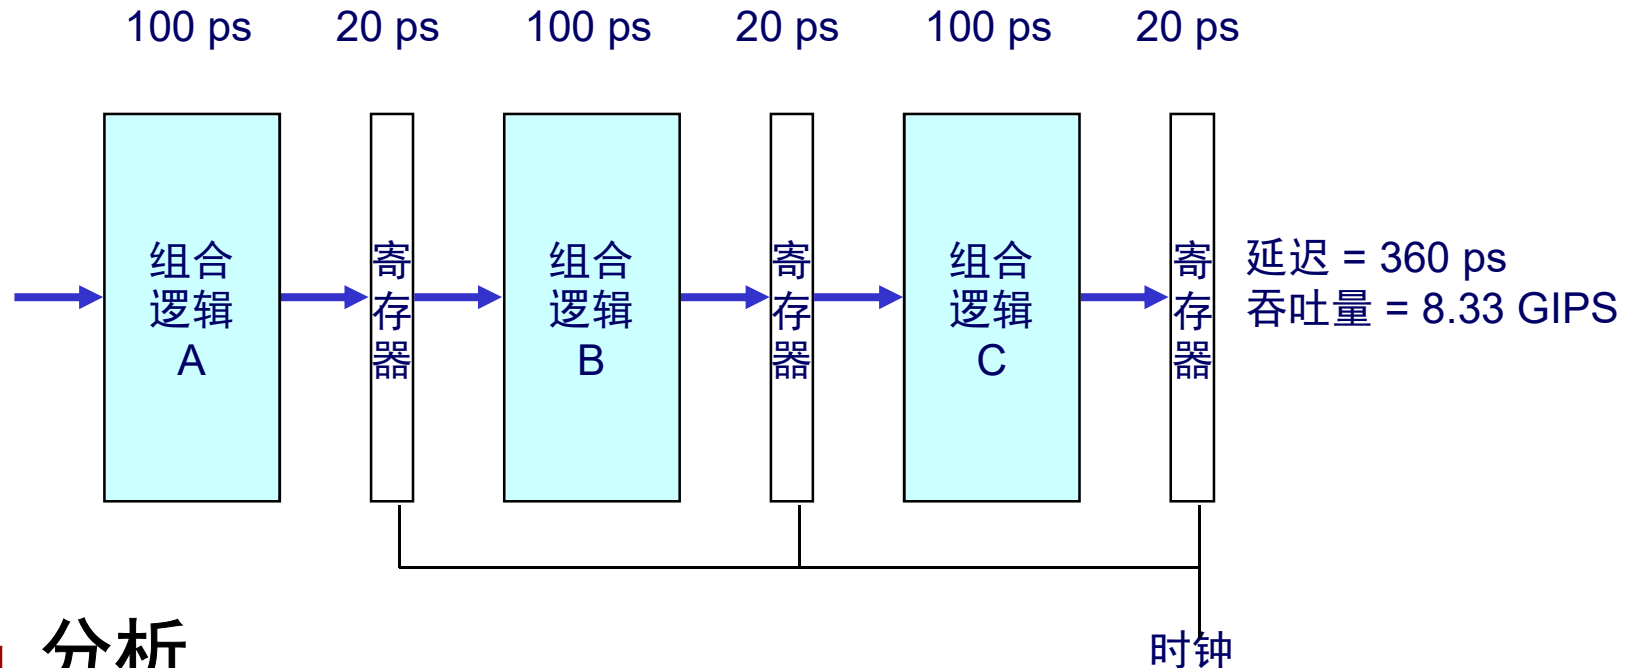 100 ps 20 ps 100 ps 20 ps 100 ps 20 ps
组合
逻辑
A
寄
存
器
组合
逻辑
B
寄
存
器
组合
逻辑
C
寄
存
器
延迟 = 360 ps
吞吐量 = 8.33 GIPS
时钟
分析